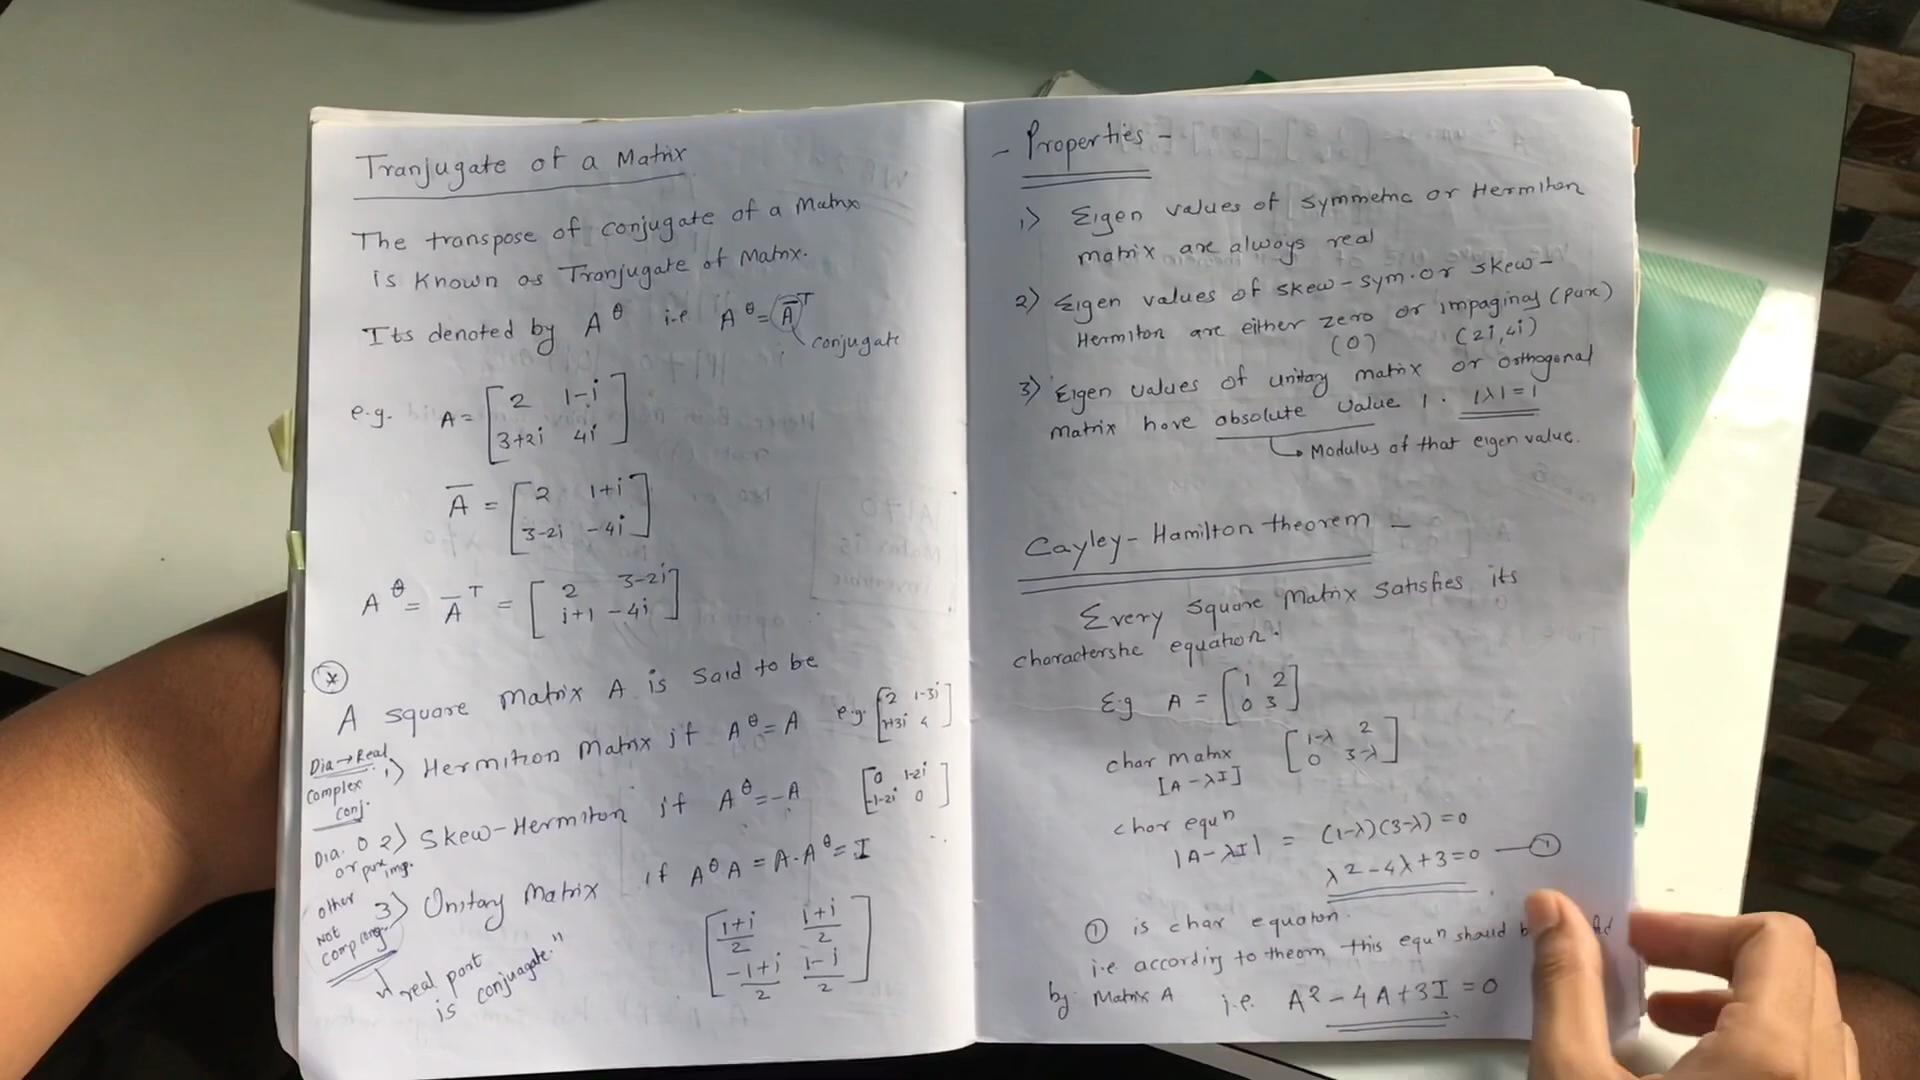 Tranjugate of a Matrix
The transpose of conjugate of a Matrix
is Known as Tranjugate of Matrix.
Its denoted by A^θ i.e A^θ = Ā^T
conjugate
e.g. A = [2 1-i
3+2i 4i]
Ā = [2 1+i
3-2i -4i]
A^θ = Ā^T = [2 3-2i
i+1 -4i]
*
A square matrix A is said to be
Dia→Real
complex
conj.
1) Hermition Matrix if A^θ = A e.g. [2 1-3i
1+3i 4]
Dia. 0
or pure imp.
2) Skew-Hermiton if A^θ = -A [0 1-2i
-1-2i 0]
other
not
comp cong.
3) Unitary Matrix if A^θ A = A·A^θ = I
[1+i/2 1+i/2
-1+i/2 1-i/2]
"real part
is conjuagate."
- Properties -
1) Eigen values of symmetric or Hermiton
matrix are always real
2) Eigen values of skew-sym. or skew-
Hermiton are either zero or impaginay (pure)
(0) (2i,4i)
3) Eigen values of unitary matrix or orthogonal
matrix have absolute value 1. |λ|=1
Modulus of that eigen value.
Cayley-Hamilton theorem -
Every square Matrix satisfies its
characterstic equation.
E.g A = [1 2
0 3]
char matrix [1-λ 2
0 3-λ]
[A-λI]
char equn
|A-λI| = (1-λ)(3-λ)=0
λ²-4λ+3=0 — ①
① is char equation.
i.e according to theorm this equn should
by Matrix A i.e. A²-4A+3I=0